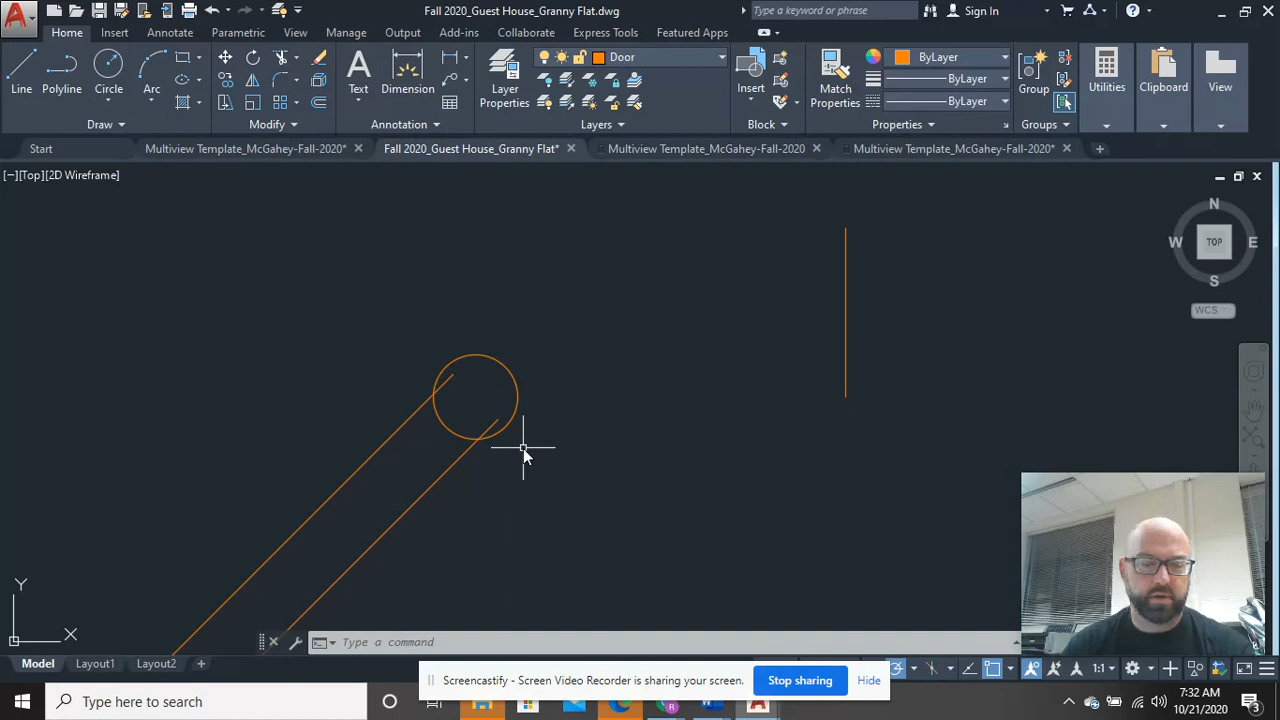 Fall 2020_Guest House_Granny Flat.dwg
Type a keyword or phrase
Sign In
Home Insert Annotate Parametric View Manage Output Add-ins Collaborate Express Tools Featured Apps
Door
ByLayer
ByLayer
ByLayer
Line Polyline Circle Arc Text Dimension Layer Properties Insert Match Properties Group Utilities Clipboard View
Draw Modify Annotation Layers Block Properties Groups
Start Multiview Template_McGahey-Fall-2020* Fall 2020_Guest House_Granny Flat* Multiview Template_McGahey-Fall-2020 Multiview Template_McGahey-Fall-2020*
[−][Top][2D Wireframe]
N
W TOP E
S
WCS
Y
X
Type a command
Model Layout1 Layout2
1:1
Screencastify - Screen Video Recorder is sharing your screen. Stop sharing Hide
Type here to search
7:32 AM
10/21/2020
3